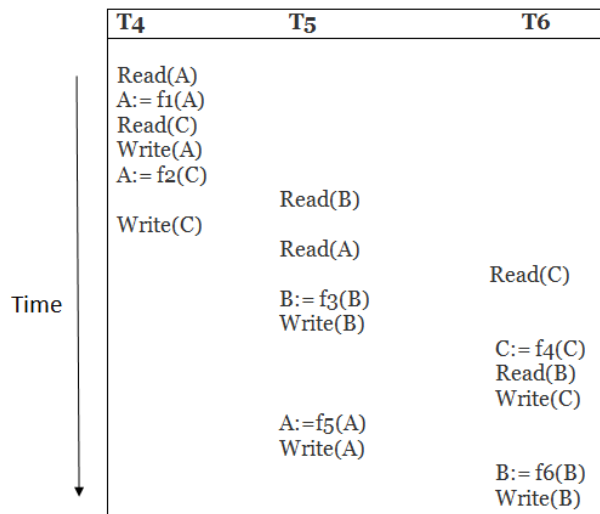 T4 T5 T6
Read(A)
A:= f1(A)
Read(C)
Write(A)
A:= f2(C)
Read(B)
Write(C)
Read(A)
Read(C)
Time
B:= f3(B)
Write(B)
C:= f4(C)
Read(B)
Write(C)
A:=f5(A)
Write(A)
B:= f6(B)
Write(B)